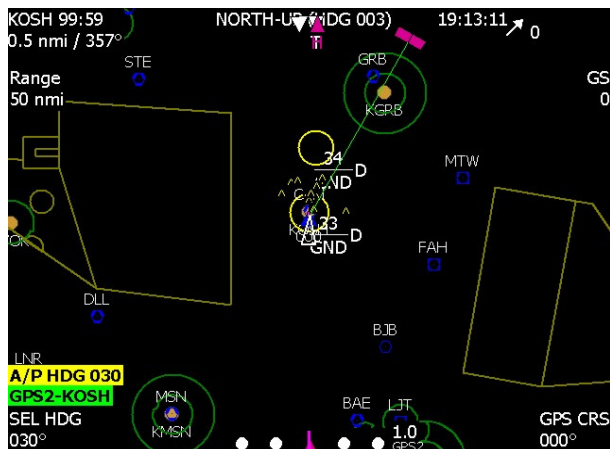 KOSH 99:59
0.5 nmi / 357°
NORTH-UP
003)
19:13:11
0
STE
GRB
Range
50 nmi
GS
0
KGRB
34
D
MTW
33
D
GND
FAH
DLL
BJB
LNR
A/P HDG 030
GPS2-KOSH
MSN
BAE
LJT
SEL HDG
030°
KMSN
1.0
GPS2
GPS CRS
000°